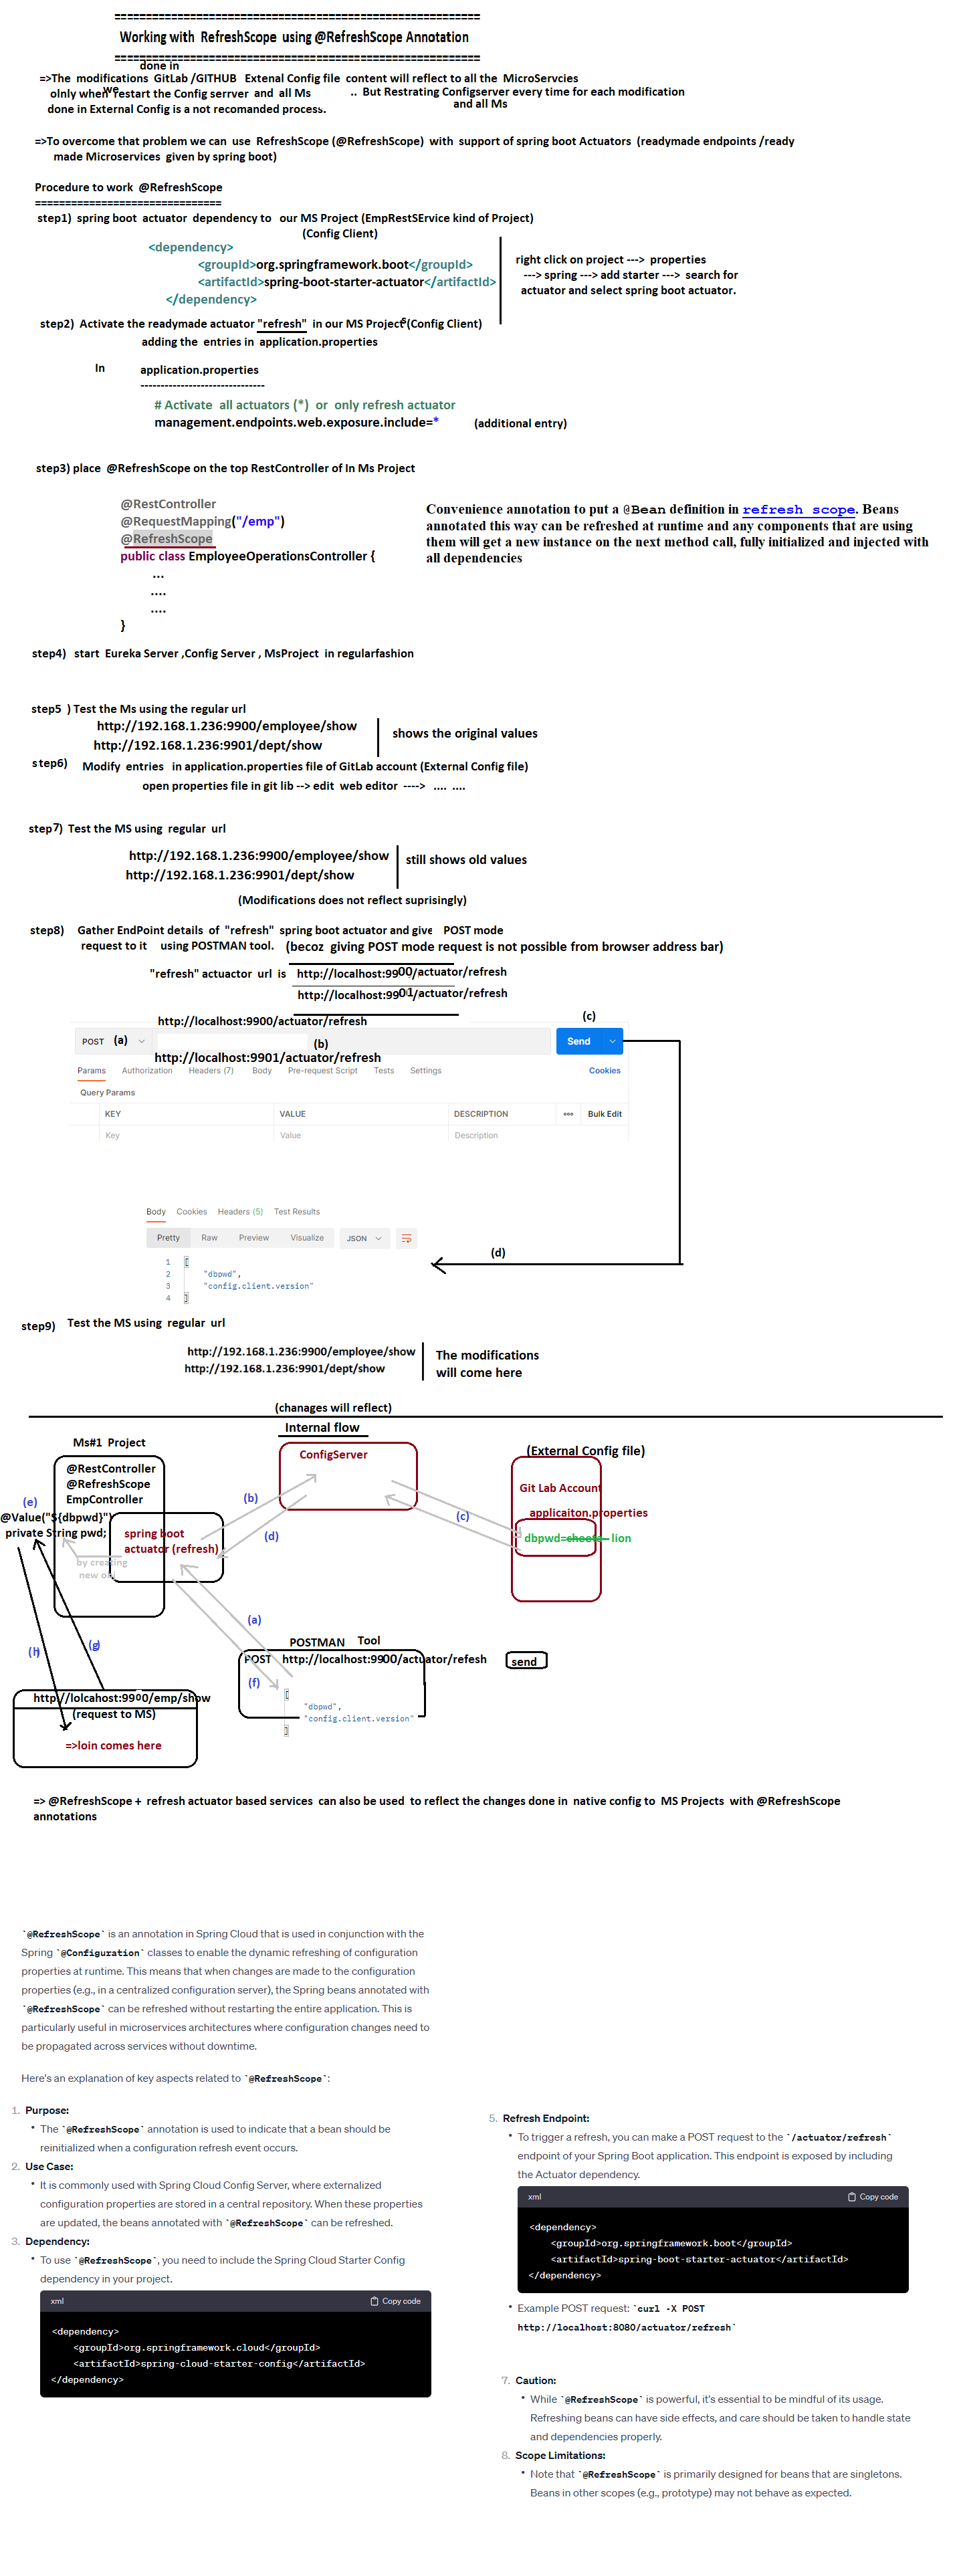 =============================================================
Working with RefreshScope using @RefreshScope Annotation
=============================================================
done in
=>The modifications GitLab /GITHUB Extenal Config file content will reflect to all the MicroServcies
we
olnly when restart the Config serrver and all Ms .. But Restrating Configserver every time for each modification
and all Ms
done in External Config is a not recomanded process.
=>To overcome that problem we can use RefreshScope (@RefreshScope) with support of spring boot Actuators (readymade endpoints /ready
made Microservices given by spring boot)
Procedure to work @RefreshScope
===============================
step1) spring boot actuator dependency to our MS Project (EmpRestSErvice kind of Project)
(Config Client)
<dependency>
<groupId>org.springframework.boot</groupId>
<artifactId>spring-boot-starter-actuator</artifactId>
</dependency>
right click on project ---> properties
---> spring ---> add starter ---> search for
actuator and select spring boot actuator.
step2) Activate the readymade actuator "refresh" in our MS Projects (Config Client)
adding the entries in application.properties
In application.properties
-------------------------------
# Activate all actuators (*) or only refresh actuator
management.endpoints.web.exposure.include=* (additional entry)
step3) place @RefreshScope on the top RestController of In Ms Project
@RestController
@RequestMapping("/emp")
@RefreshScope
public class EmployeeOperationsController {
...
....
....
}
Convenience annotation to put a @Bean definition in refresh scope. Beans
annotated this way can be refreshed at runtime and any components that are using
them will get a new instance on the next method call, fully initialized and injected with
all dependencies
step4) start Eureka Server ,Config Server , MsProject in regularfashion
step5 ) Test the Ms using the regular url
http://192.168.1.236:9900/employee/show
http://192.168.1.236:9901/dept/show
shows the original values
step6) Modify entries in application.properties file of GitLab account (External Config file)
open properties file in git lib --> edit web editor ----> .... ....
step7) Test the MS using regular url
http://192.168.1.236:9900/employee/show
http://192.168.1.236:9901/dept/show
still shows old values
(Modifications does not reflect suprisingly)
step8) Gather EndPoint details of "refresh" spring boot actuator and give POST mode
request to it using POSTMAN tool. (becoz giving POST mode request is not possible from browser address bar)
"refresh" actuactor url is http://localhost:9900/actuator/refresh
http://localhost:9901/actuator/refresh
(c)
http://localhost:9900/actuator/refresh
POST (a) (b) Send
http://localhost:9901/actuator/refresh
Params Authorization Headers (7) Body Pre-request Script Tests Settings Cookies
Query Params
KEY VALUE DESCRIPTION ooo Bulk Edit
Key Value Description
Body Cookies Headers (5) Test Results
Pretty Raw Preview Visualize JSON
(d)
1 [
2 "dbpwd",
3 "config.client.version"
4 ]
step9) Test the MS using regular url
http://192.168.1.236:9900/employee/show
http://192.168.1.236:9901/dept/show
The modifications
will come here
(chanages will reflect)
Internal flow
Ms#1 Project
@RestController
@RefreshScope
EmpController
(e)
@Value("${dbpwd}")
private String pwd;
spring boot
actuator (refresh)
by creating
new obj
ConfigServer
(b)
(d)
(c)
(External Config file)
Git Lab Account
applicaiton.properties
dbpwd=cheeta lion
(a)
(g)
(h)
POSTMAN Tool
POST http://localhost:9900/actuator/refesh send
(f)
[
"dbpwd",
"config.client.version"
]
http://lolcahost:9900/emp/show
(request to MS)
=>loin comes here
=> @RefreshScope + refresh actuator based services can also be used to reflect the changes done in native config to MS Projects with @RefreshScope
annotations
`@RefreshScope` is an annotation in Spring Cloud that is used in conjunction with the
Spring `@Configuration` classes to enable the dynamic refreshing of configuration
properties at runtime. This means that when changes are made to the configuration
properties (e.g., in a centralized configuration server), the Spring beans annotated with
`@RefreshScope` can be refreshed without restarting the entire application. This is
particularly useful in microservices architectures where configuration changes need to
be propagated across services without downtime.
Here's an explanation of key aspects related to `@RefreshScope`:
1. Purpose:
• The `@RefreshScope` annotation is used to indicate that a bean should be
reinitialized when a configuration refresh event occurs.
2. Use Case:
• It is commonly used with Spring Cloud Config Server, where externalized
configuration properties are stored in a central repository. When these properties
are updated, the beans annotated with `@RefreshScope` can be refreshed.
3. Dependency:
• To use `@RefreshScope`, you need to include the Spring Cloud Starter Config
dependency in your project.
xml Copy code
<dependency>
<groupId>org.springframework.cloud</groupId>
<artifactId>spring-cloud-starter-config</artifactId>
</dependency>
5. Refresh Endpoint:
• To trigger a refresh, you can make a POST request to the `/actuator/refresh`
endpoint of your Spring Boot application. This endpoint is exposed by including
the Actuator dependency.
xml Copy code
<dependency>
<groupId>org.springframework.boot</groupId>
<artifactId>spring-boot-starter-actuator</artifactId>
</dependency>
• Example POST request: `curl -X POST
http://localhost:8080/actuator/refresh`
7. Caution:
• While `@RefreshScope` is powerful, it's essential to be mindful of its usage.
Refreshing beans can have side effects, and care should be taken to handle state
and dependencies properly.
8. Scope Limitations:
• Note that `@RefreshScope` is primarily designed for beans that are singletons.
Beans in other scopes (e.g., prototype) may not behave as expected.